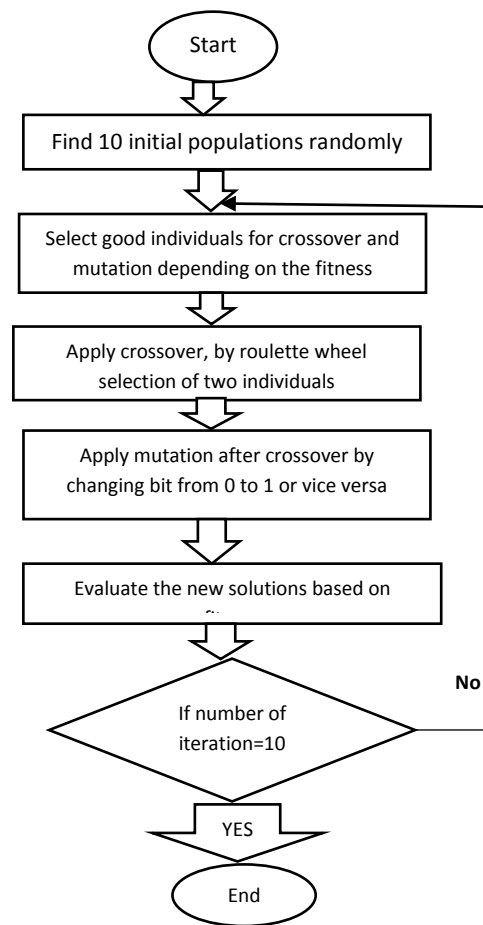 Start
Find 10 initial populations randomly
Select good individuals for crossover and
mutation depending on the fitness
Apply crossover, by roulette wheel
selection of two individuals
Apply mutation after crossover by
changing bit from 0 to 1 or vice versa
Evaluate the new solutions based on
No
If number of
iteration=10
YES
End